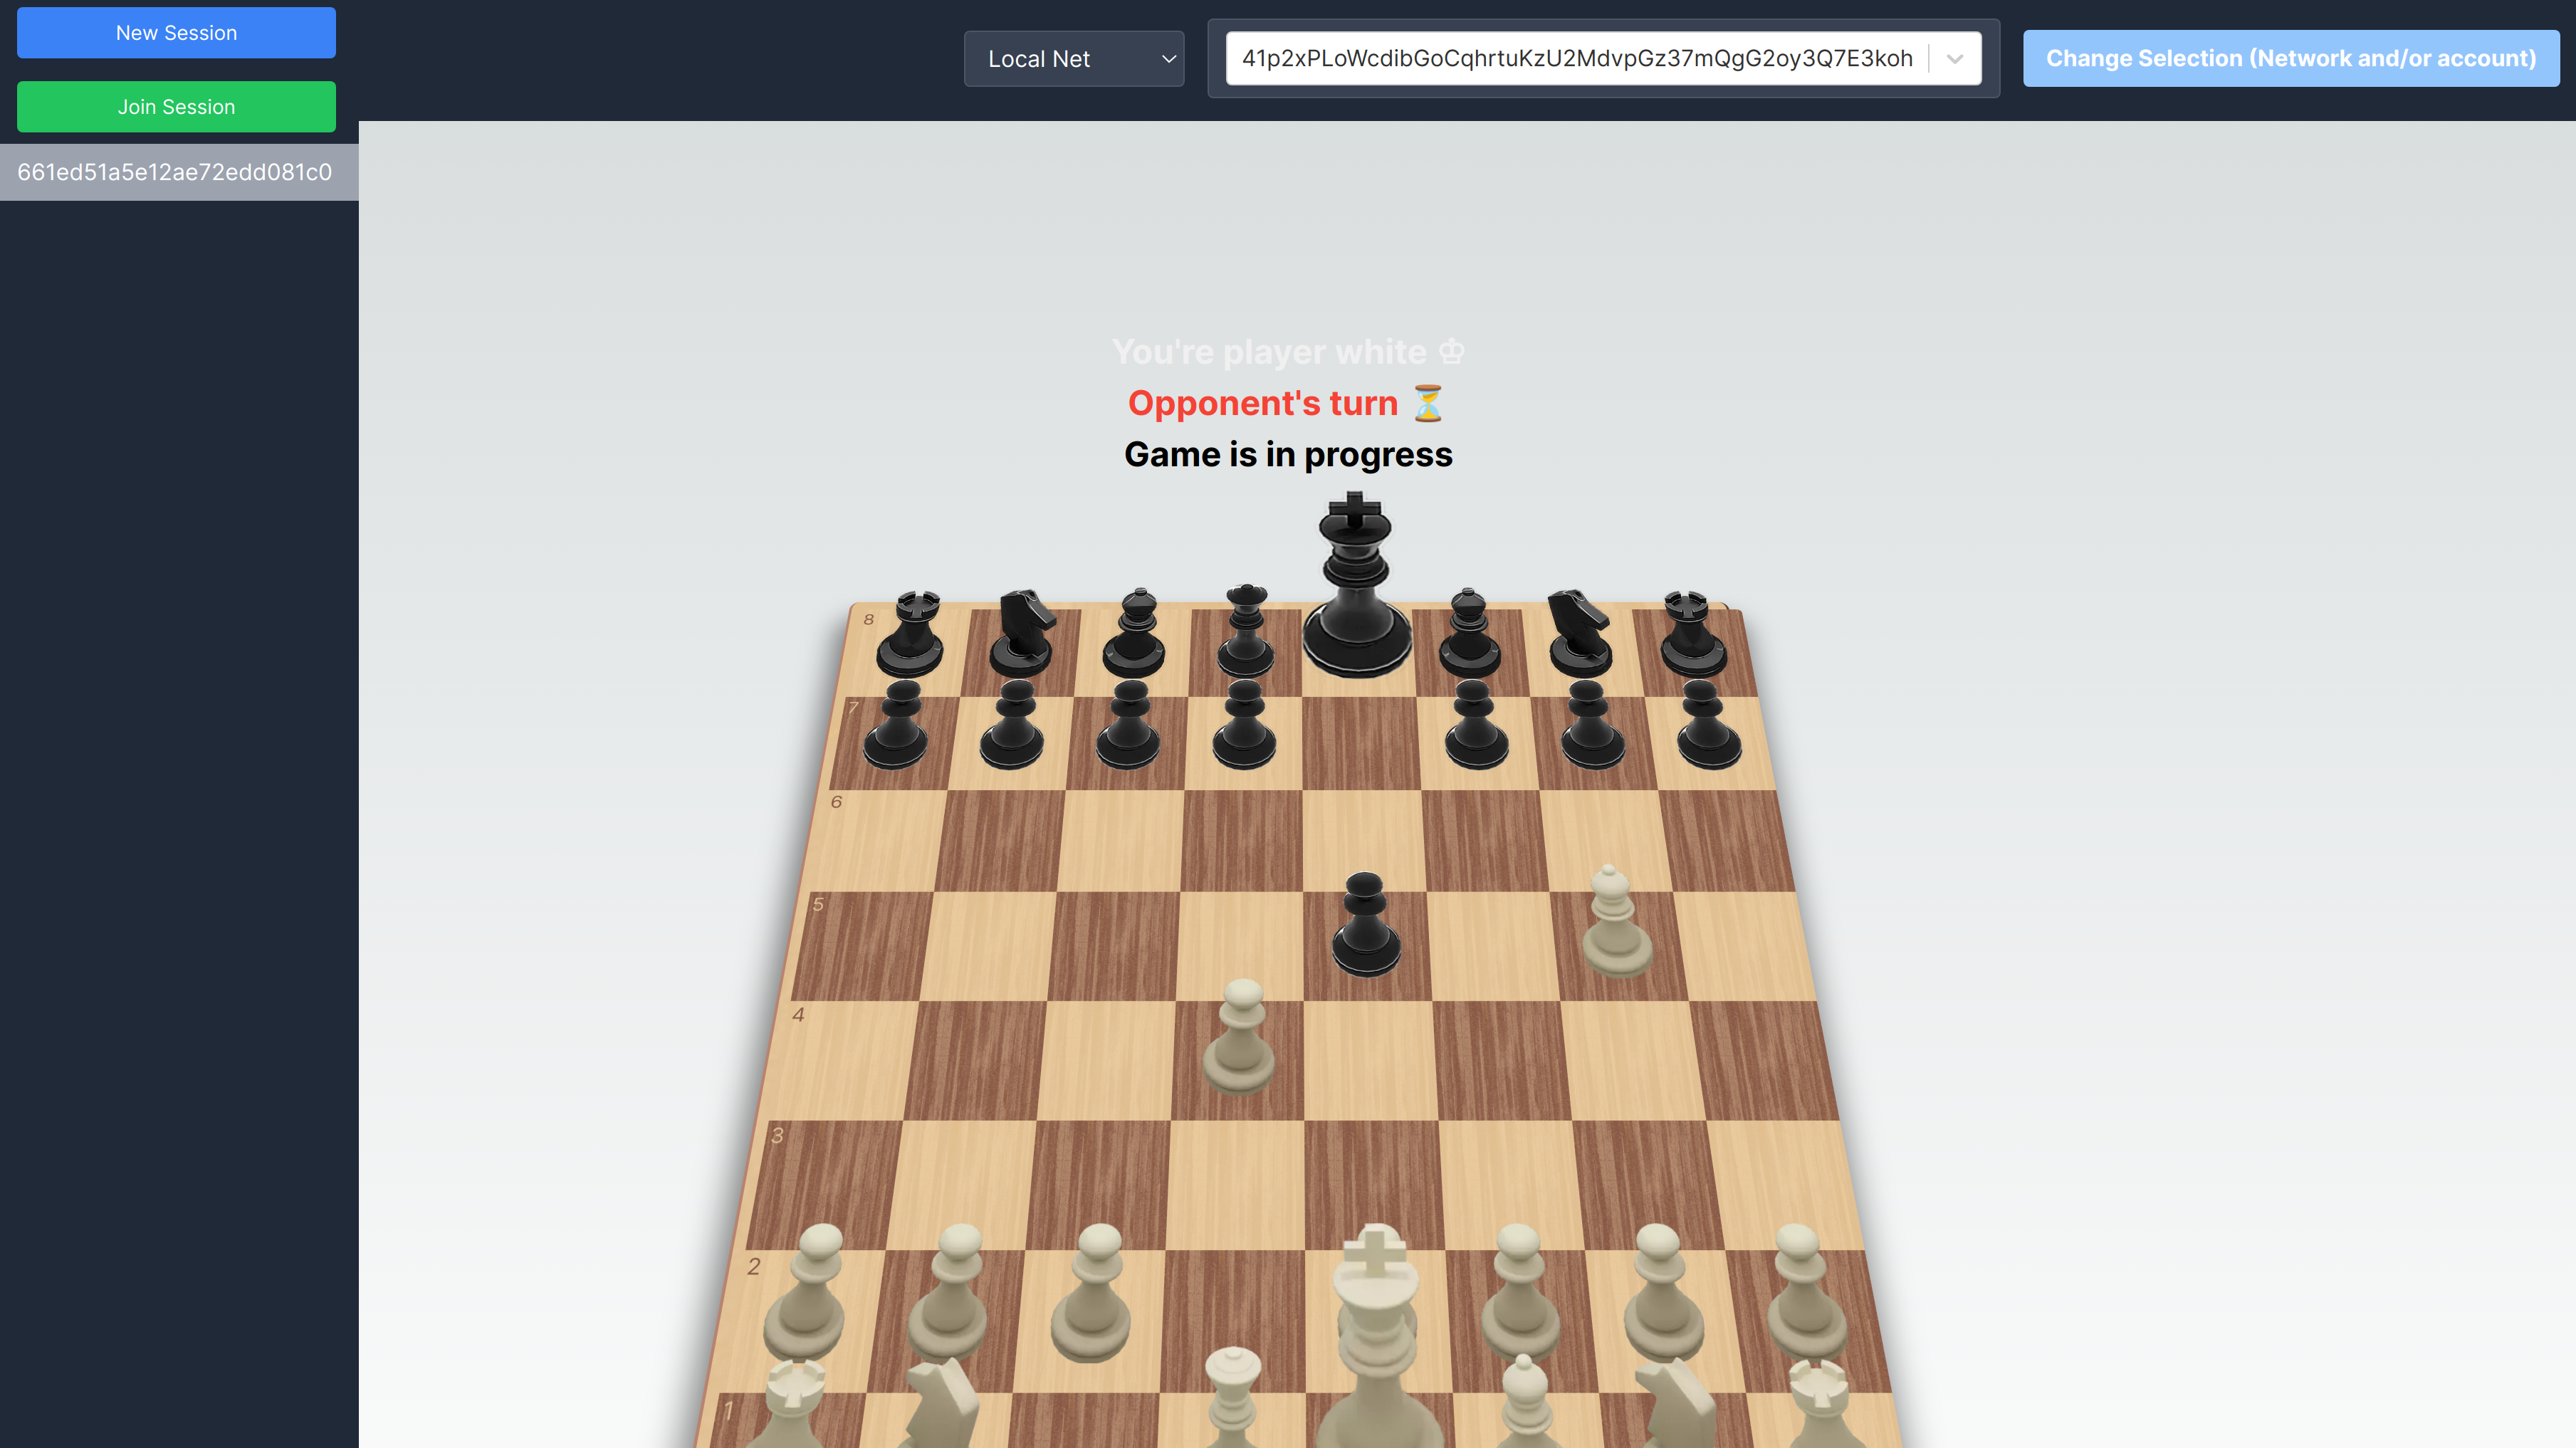 New Session
Join Session
661ed51a5e12ae72edd081c0
Local Net
41p2xPLoWcdibGoCqhrtuKzU2MdvpGz37mQgG2oy3Q7E3koh
Change Selection (Network and/or account)
You're player white ♔
Opponent's turn ⏳
Game is in progress
8
7
6
5
4
3
2
1